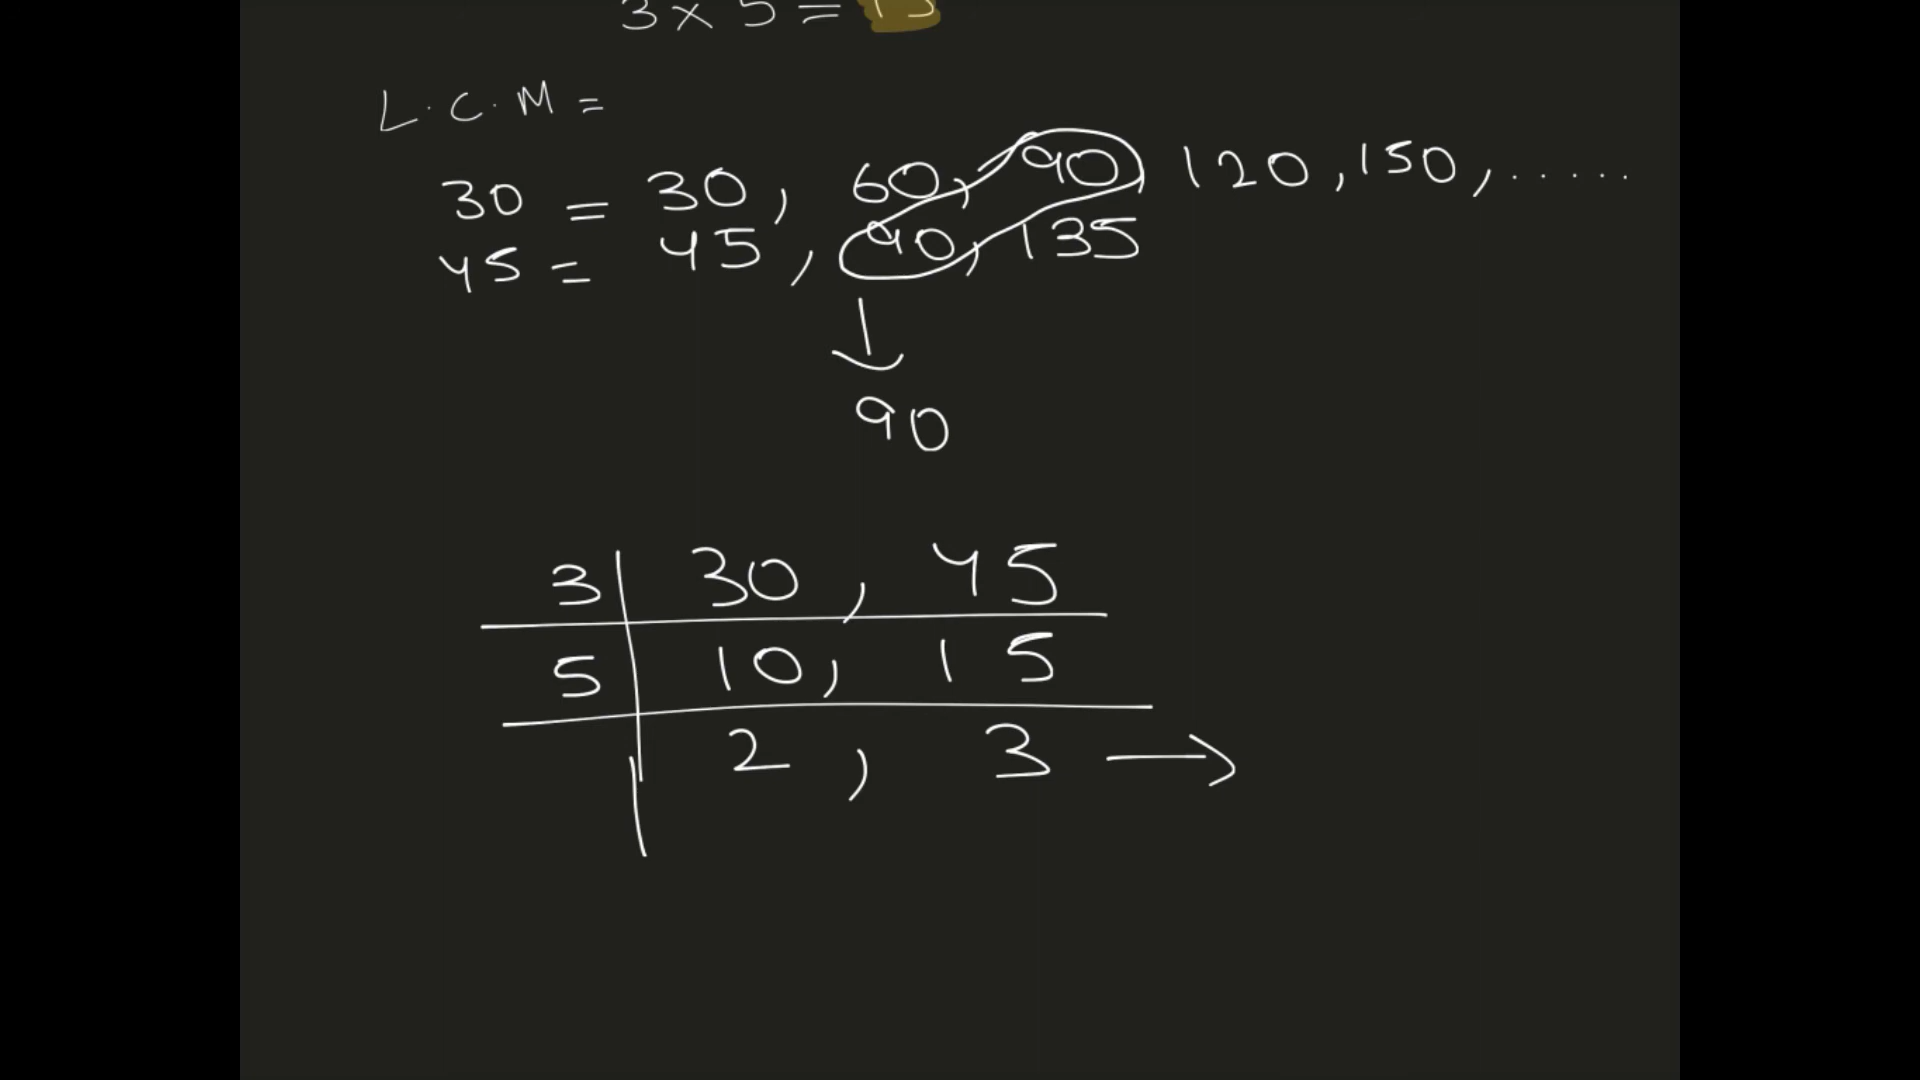 3 × 5 = 15
L.C.M =
30 = 30, 60, 90, 120, 150, .....
45 = 45, 90, 135
↓
90
3 | 30, 45
5 | 10, 15
2, 3 →